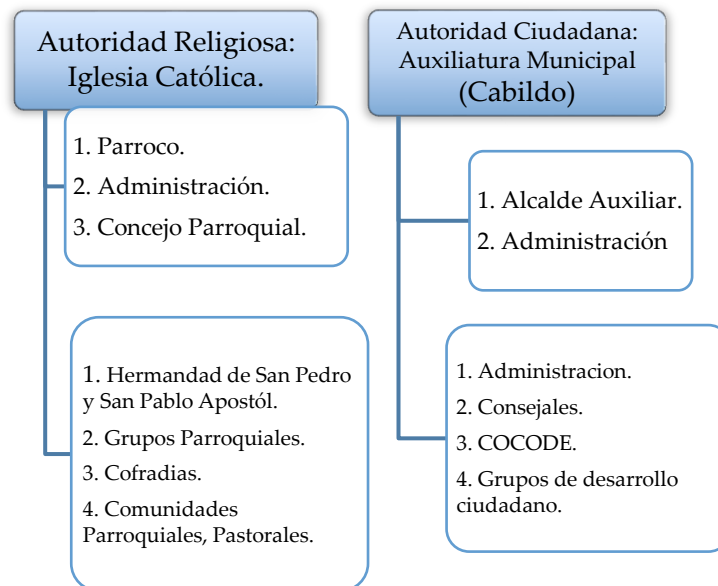 Autoridad Religiosa:
Iglesia Católica.
1. Parroco.
2. Administración.
3. Concejo Parroquial.
1. Hermandad de San Pedro
y San Pablo Apostól.
2. Grupos Parroquiales.
3. Cofradias.
4. Comunidades
Parroquiales, Pastorales.
Autoridad Ciudadana:
Auxiliatura Municipal
(Cabildo)
1. Alcalde Auxiliar.
2. Administración
1. Administracion.
2. Consejales.
3. COCODE.
4. Grupos de desarrollo
ciudadano.